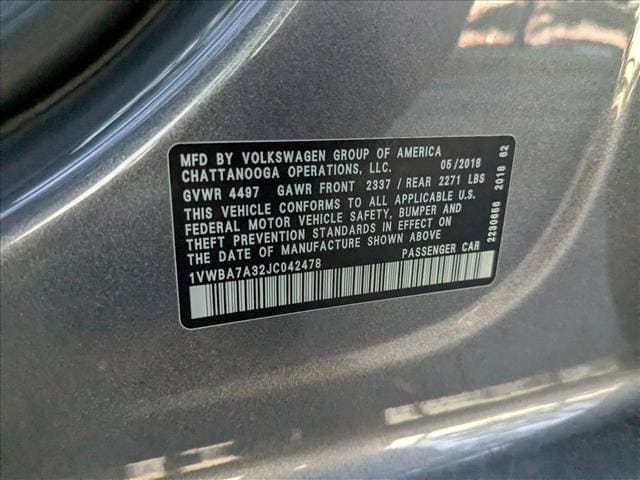 MFD BY VOLKSWAGEN GROUP OF AMERICA
CHATTANOOGA OPERATIONS, LLC. 05/2018
GVWR 4497 GAWR FRONT 2337 / REAR 2271 LBS
THIS VEHICLE CONFORMS TO ALL APPLICABLE U.S.
FEDERAL MOTOR VEHICLE SAFETY, BUMPER AND
THEFT PREVENTION STANDARDS IN EFFECT ON
THE DATE OF MANUFACTURE SHOWN ABOVE
1VWBA7A32JC042478 PASSENGER CAR
2230656 2018 62